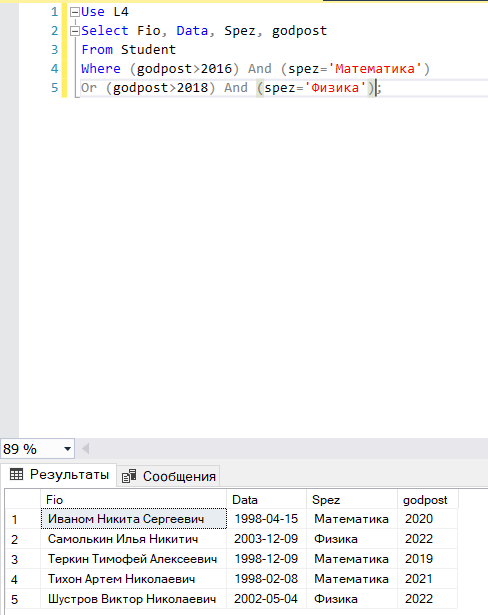 1 Use L4
2 Select Fio, Data, Spez, godpost
3 From Student
4 Where (godpost>2016) And (spez='Математика')
5 Or (godpost>2018) And (spez='Физика');
89 %
Результаты Сообщения
Fio Data Spez godpost
1 Иваном Никита Сергеевич 1998-04-15 Математика 2020
2 Самолькин Илья Никитич 2003-12-09 Физика 2022
3 Теркин Тимофей Алексеевич 1998-12-09 Математика 2019
4 Тихон Артем Николаевич 1998-02-08 Математика 2021
5 Шустров Виктор Николаевич 2002-05-04 Физика 2022